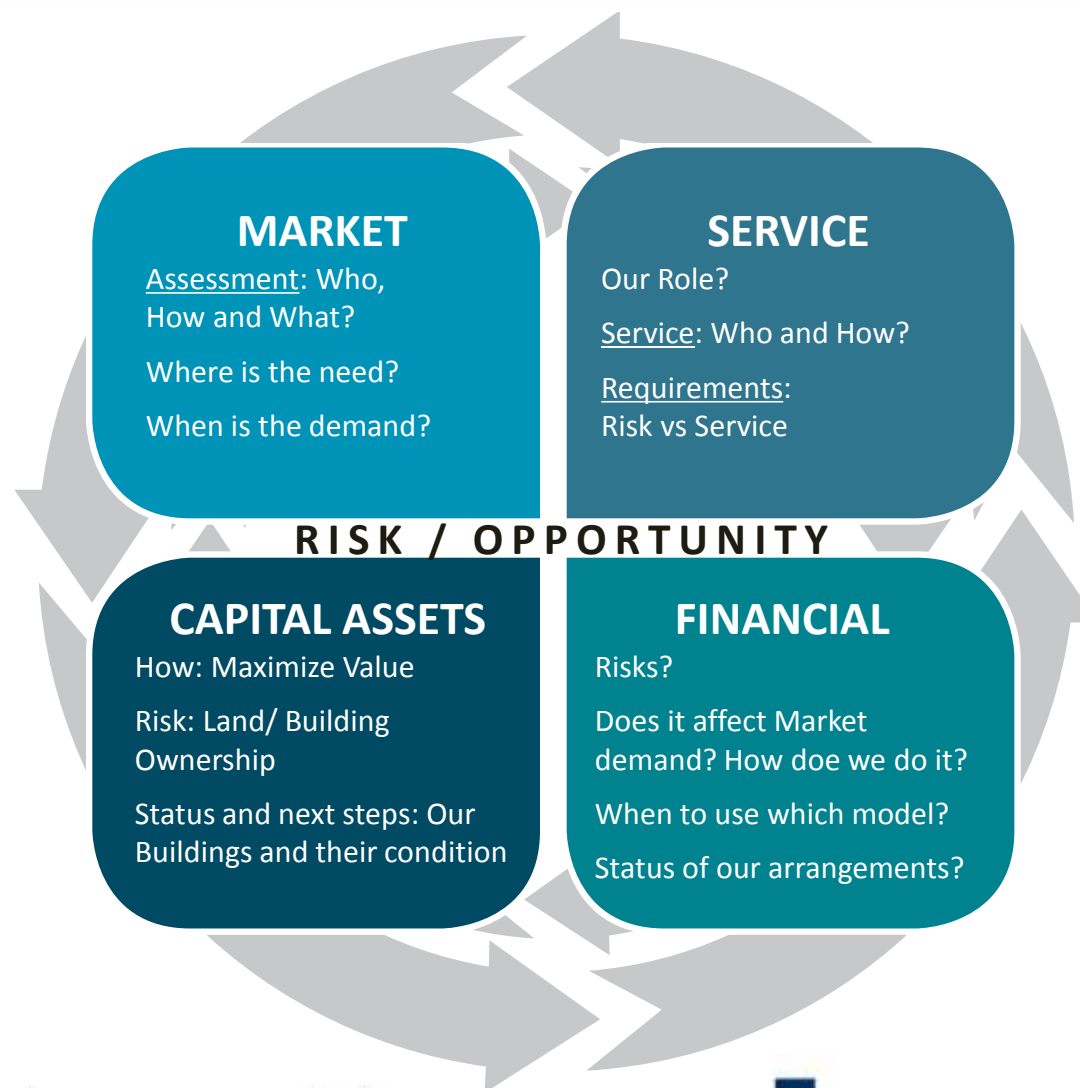 MARKET
Assessment: Who,
How and What?
Where is the need?
When is the demand?
SERVICE
Our Role?
Service: Who and How?
Requirements:
Risk vs Service
RISK / OPPORTUNITY
CAPITAL ASSETS
How: Maximize Value
Risk: Land/ Building
Ownership
Status and next steps: Our
Buildings and their condition
FINANCIAL
Risks?
Does it affect Market
demand? How doe we do it?
When to use which model?
Status of our arrangements?